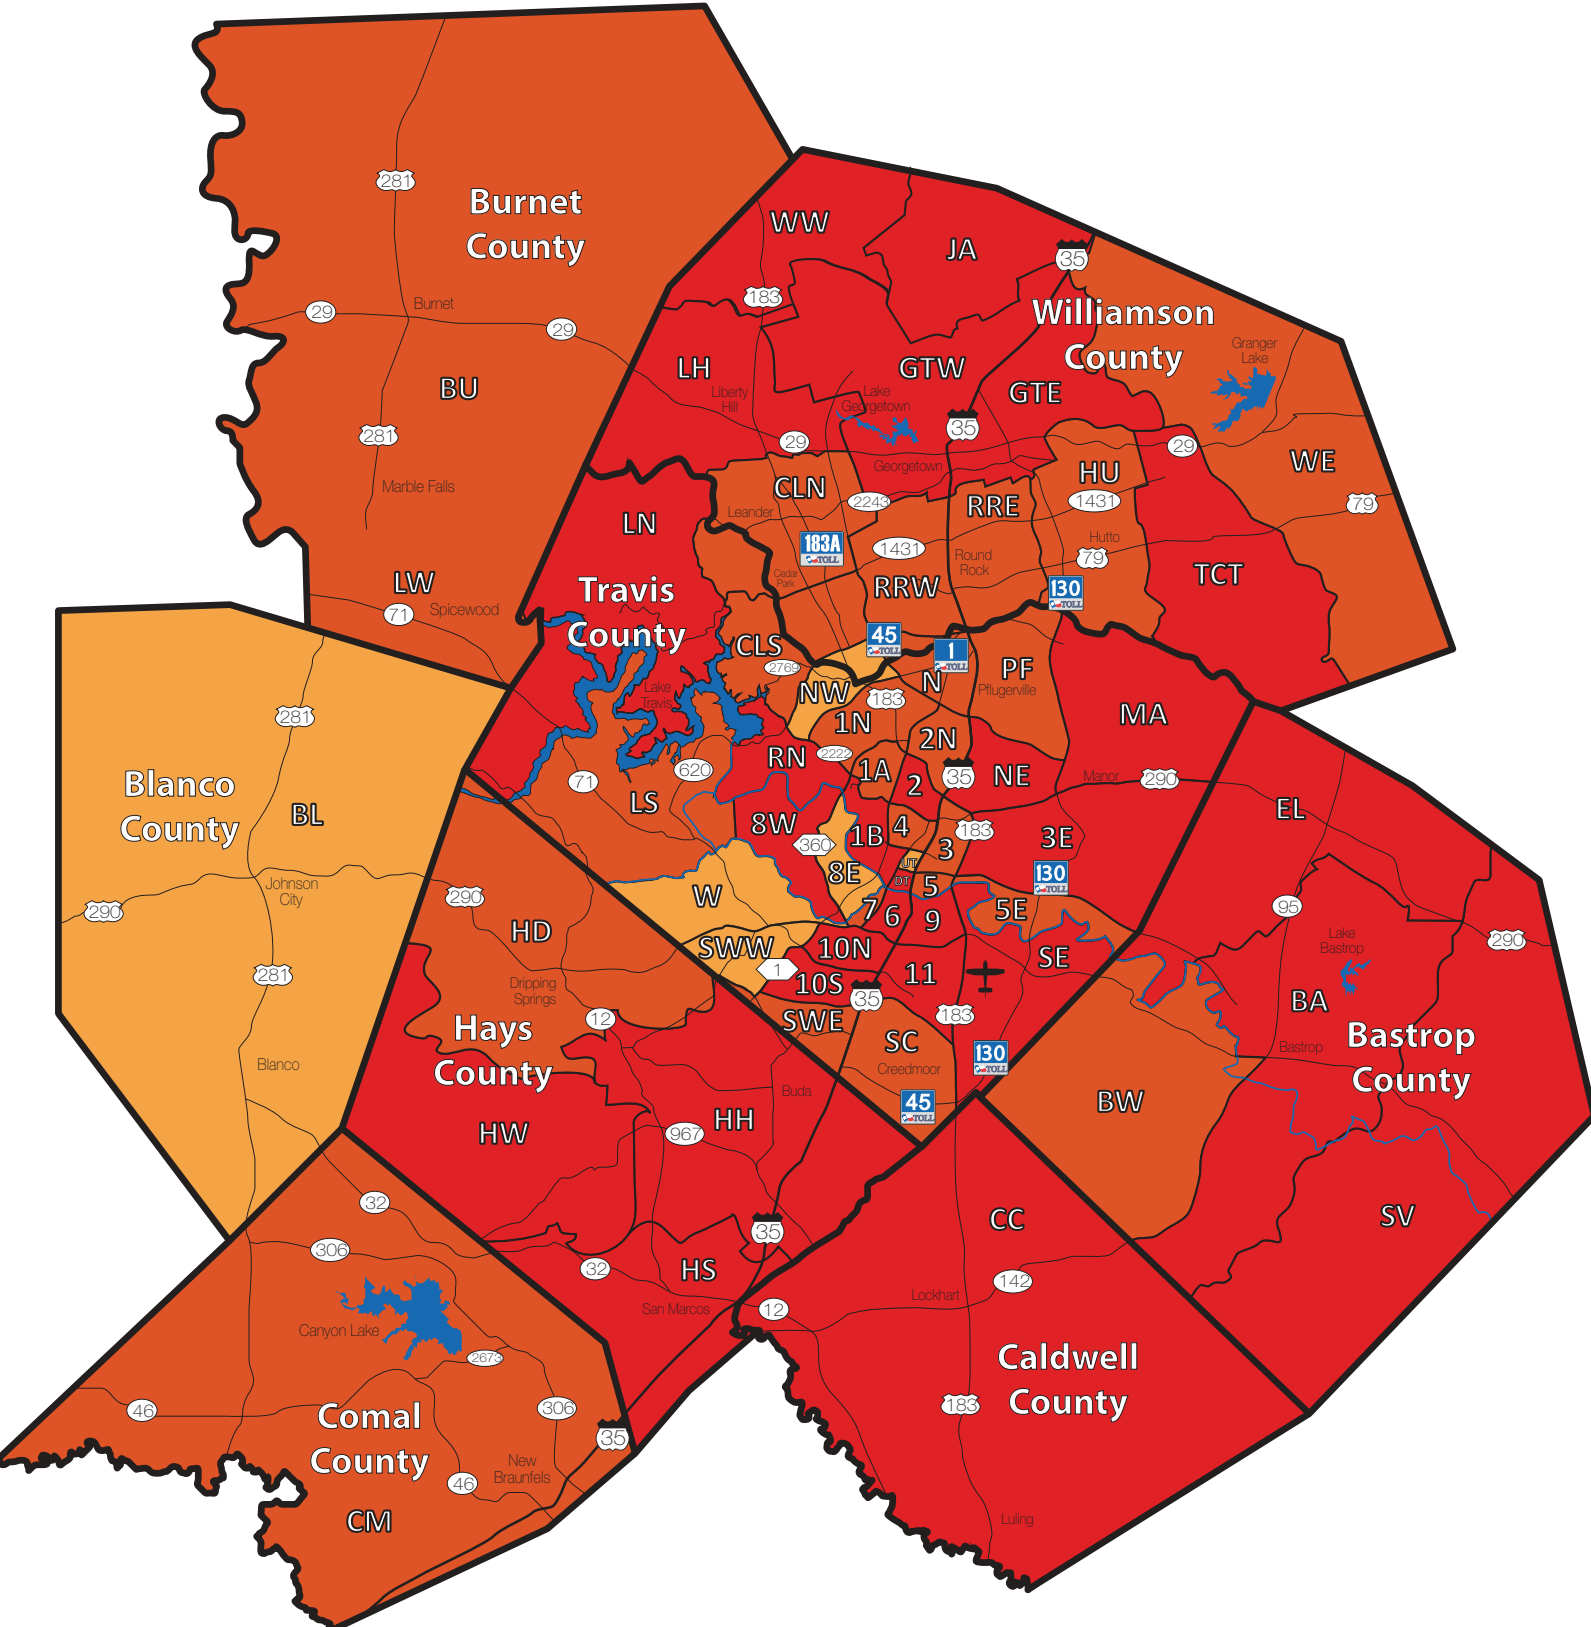 281
Burnet
County
29
Burnet
29
BU
281
Marble Falls
LW
71
Spicewood
WW
JA
35
183
Williamson
County
Granger
Lake
LH
GTW
GTE
Liberty
Hill
Lake
Georgetown
35
29
29
Georgetown
WE
HU
CLN
2243
1431
79
RRE
LN
Leander
183A
TOLL
1431
Round
Rock
Hutto
79
Cedar
Park
RRW
130
TOLL
TCT
Travis
County
45
TOLL
1
TOLL
CLS
2769
N
PF
Pflugerville
Lake
Travis
NW
183
MA
1N
2N
RN
2222
1A
2
35
NE
Manor
290
71
620
LS
8W
360
1B
4
183
3
3E
8E
UT
DT
5
130
TOLL
W
7
6
9
5E
SWW
10N
SE
1
10S
11
35
183
SWE
SC
Creedmoor
130
TOLL
45
TOLL
281
Blanco
County
BL
Johnson
City
290
281
Blanco
290
HD
Dripping
Springs
12
Hays
County
Buda
HH
HW
967
35
HS
32
San Marcos
12
EL
95
Lake
Bastrop
290
BA
Bastrop
Bastrop
County
BW
SV
CC
142
Lockhart
Caldwell
County
183
Luling
32
306
Canyon Lake
2673
46
306
Comal
County
35
New
Braunfels
46
CM